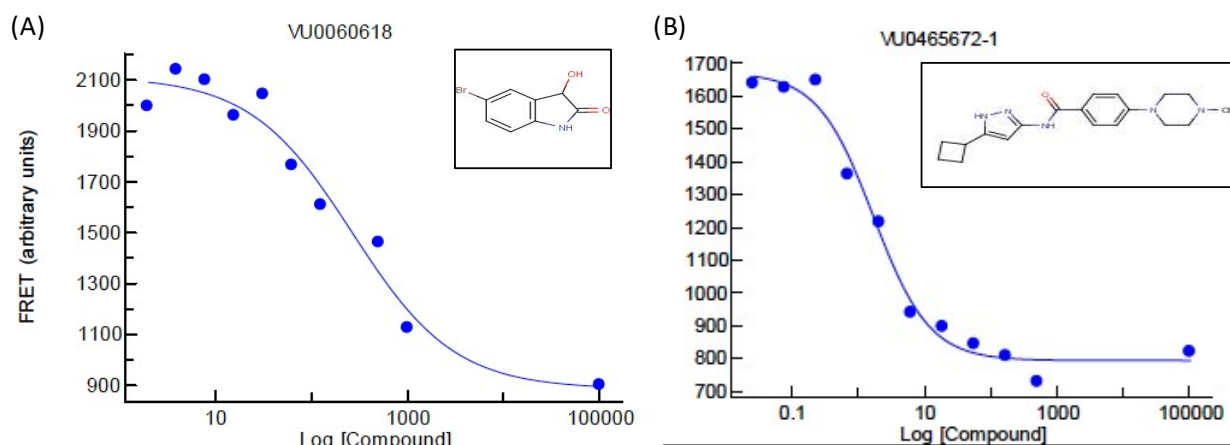 (A)
VU0060618
2100
1900
1700
1500
1300
1100
900
FRET (arbitrary units)
10
1000
100000
Log [Compound]
Br
OH
O
NH
(B)
VU0465672-1
1700
1600
1500
1400
1300
1200
1100
1000
900
800
700
0.1
10
1000
100000
Log [Compound]
O
HN
N
NH
N
N